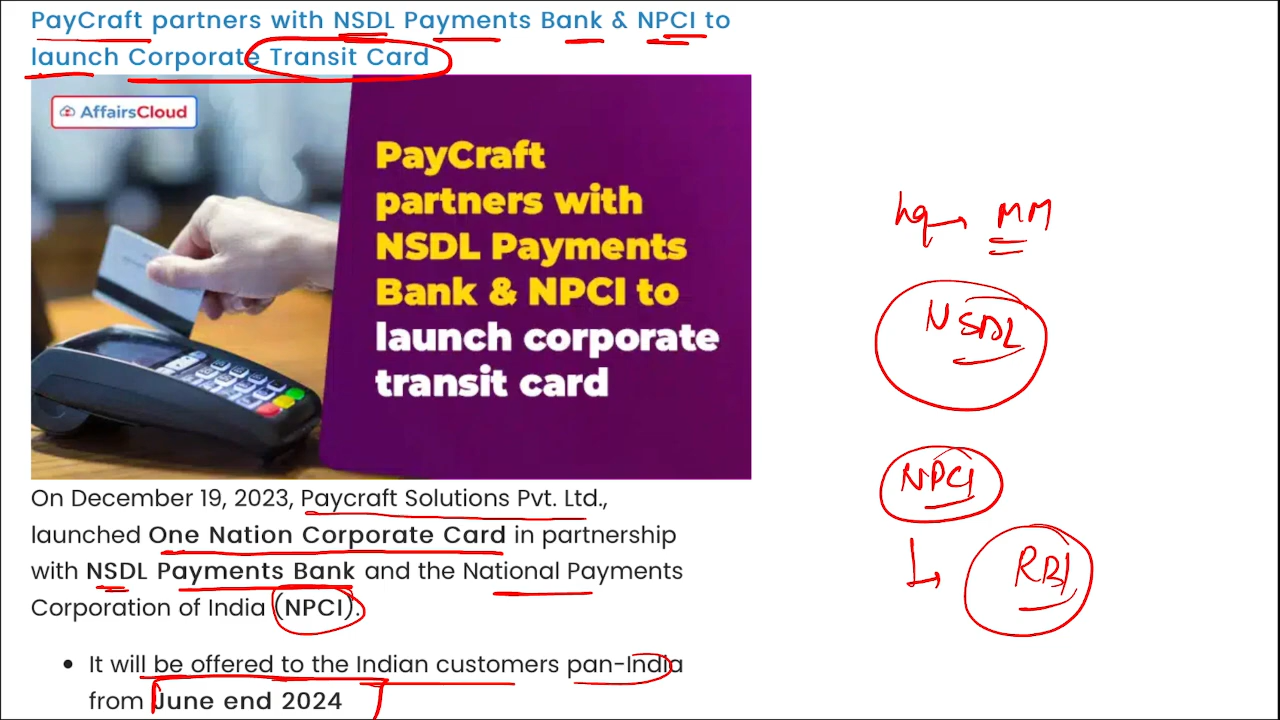 PayCraft partners with NSDL Payments Bank & NPCI to
launch Corporate Transit Card
AffairsCloud
PayCraft
partners with
NSDL Payments
Bank & NPCI to
launch corporate
transit card
On December 19, 2023, Paycraft Solutions Pvt. Ltd.,
launched One Nation Corporate Card in partnership
with NSDL Payments Bank and the National Payments
Corporation of India (NPCI).
• It will be offered to the Indian customers pan-India
from June end 2024
hq → MM
NSDL
NPCI
RBI